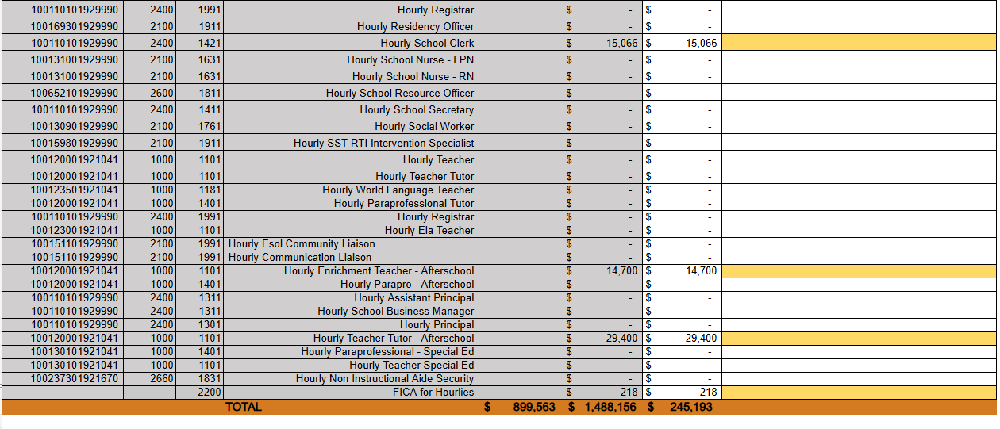 100110101929990 2400 1991 Hourly Registrar $ - $ -
100169301929990 2100 1911 Hourly Residency Officer $ - $ -
100110101929990 2400 1421 Hourly School Clerk $ 15,066 $ 15,066
100131001929990 2100 1631 Hourly School Nurse - LPN $ - $ -
100131001929990 2100 1631 Hourly School Nurse - RN $ - $ -
100652101929990 2600 1811 Hourly School Resource Officer $ - $ -
100110101929990 2400 1411 Hourly School Secretary $ - $ -
100130901929990 2100 1761 Hourly Social Worker $ - $ -
100159801929990 2100 1911 Hourly SST RTI Intervention Specialist $ - $ -
100120001921041 1000 1101 Hourly Teacher $ - $ -
100120001921041 1000 1101 Hourly Teacher Tutor $ - $ -
100123501921041 1000 1181 Hourly World Language Teacher $ - $ -
100120001921041 1000 1401 Hourly Paraprofessional Tutor $ - $ -
100110101929990 2400 1991 Hourly Registrar $ - $ -
100123001921041 1000 1101 Hourly Ela Teacher $ - $ -
100151101929990 2100 1991 Hourly Esol Community Liaison $ - $ -
100151101929990 2100 1991 Hourly Communication Liaison $ - $ -
100120001921041 1000 1101 Hourly Enrichment Teacher - Afterschool $ 14,700 $ 14,700
100120001921041 1000 1401 Hourly Parapro - Afterschool $ - $ -
100110101929990 2400 1311 Hourly Assistant Principal $ - $ -
100110101929990 2400 1311 Hourly School Business Manager $ - $ -
100110101929990 2400 1301 Hourly Principal $ - $ -
100120001921041 1000 1101 Hourly Teacher Tutor - Afterschool $ 29,400 $ 29,400
100130101921041 1000 1401 Hourly Paraprofessional - Special Ed $ - $ -
100130101921041 1000 1101 Hourly Teacher Special Ed $ - $ -
100237301921670 2660 1831 Hourly Non Instructional Aide Security $ - $ -
2200 FICA for Hourlies $ 218 $ 218
TOTAL $ 899,563 $ 1,488,156 $ 245,193